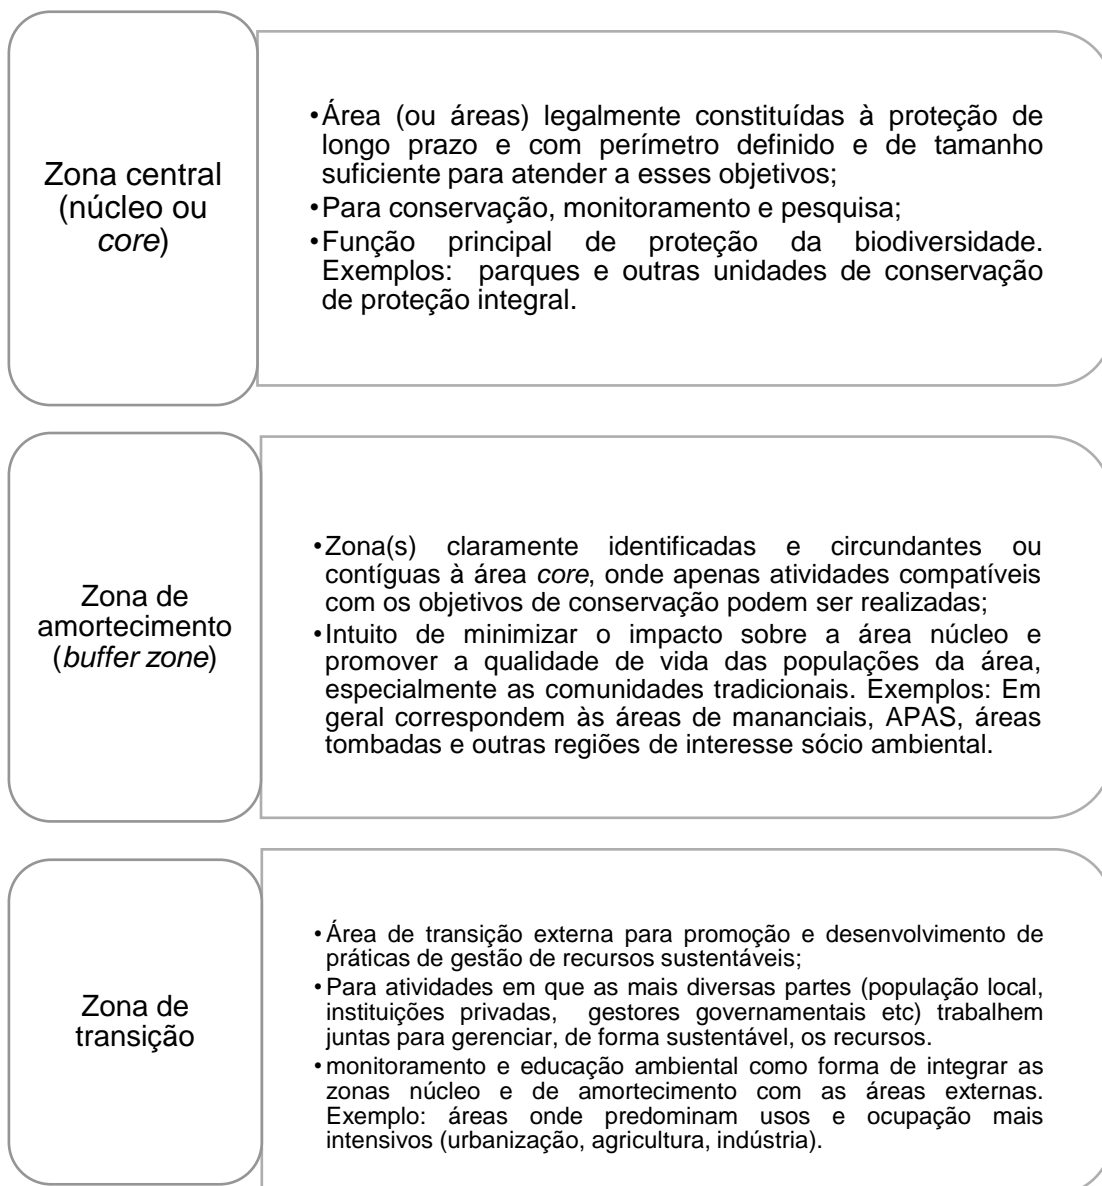 Zona central
(núcleo ou
core)
•Área (ou áreas) legalmente constituídas à proteção de
longo prazo e com perímetro definido e de tamanho
suficiente para atender a esses objetivos;
•Para conservação, monitoramento e pesquisa;
•Função principal de proteção da biodiversidade.
Exemplos: parques e outras unidades de conservação
de proteção integral.
Zona de
amortecimento
(buffer zone)
•Zona(s) claramente identificadas e circundantes ou
contíguas à área core, onde apenas atividades compatíveis
com os objetivos de conservação podem ser realizadas;
•Intuito de minimizar o impacto sobre a área núcleo e
promover a qualidade de vida das populações da área,
especialmente as comunidades tradicionais. Exemplos: Em
geral correspondem às áreas de mananciais, APAS, áreas
tombadas e outras regiões de interesse sócio ambiental.
Zona de
transição
•Área de transição externa para promoção e desenvolvimento de
práticas de gestão de recursos sustentáveis;
•Para atividades em que as mais diversas partes (população local,
instituições privadas, gestores governamentais etc) trabalhem
juntas para gerenciar, de forma sustentável, os recursos.
•monitoramento e educação ambiental como forma de integrar as
zonas núcleo e de amortecimento com as áreas externas.
Exemplo: áreas onde predominam usos e ocupação mais
intensivos (urbanização, agricultura, indústria).